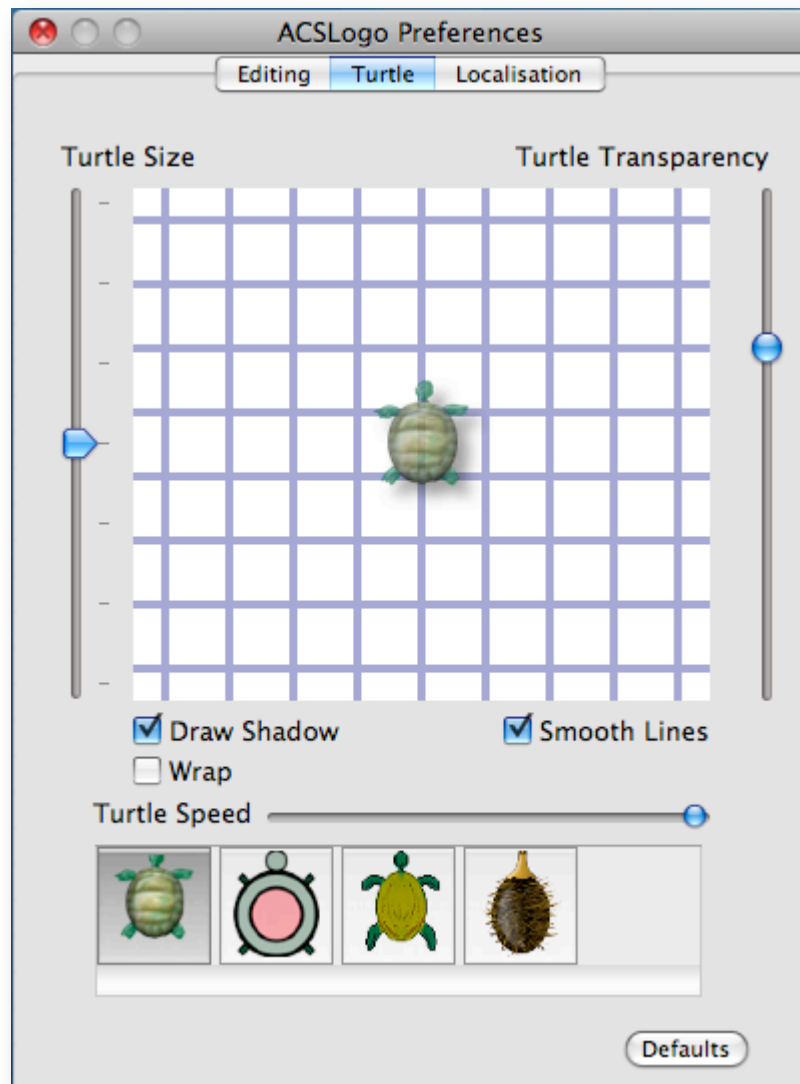 ACSLogo Preferences
Editing Turtle Localisation
Turtle Size Turtle Transparency
Draw Shadow Smooth Lines
Wrap
Turtle Speed
Defaults